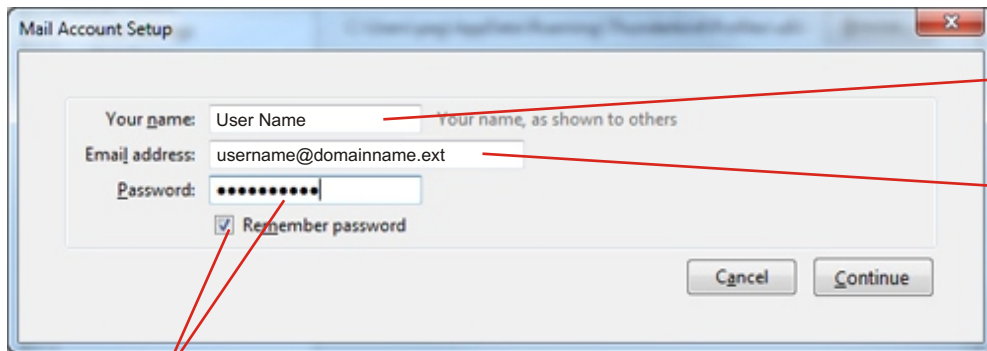 Mail Account Setup
Your name: User Name Your name, as shown to others
Email address: username@domainname.ext
Password: ••••••••••
Remember password
Cancel Continue